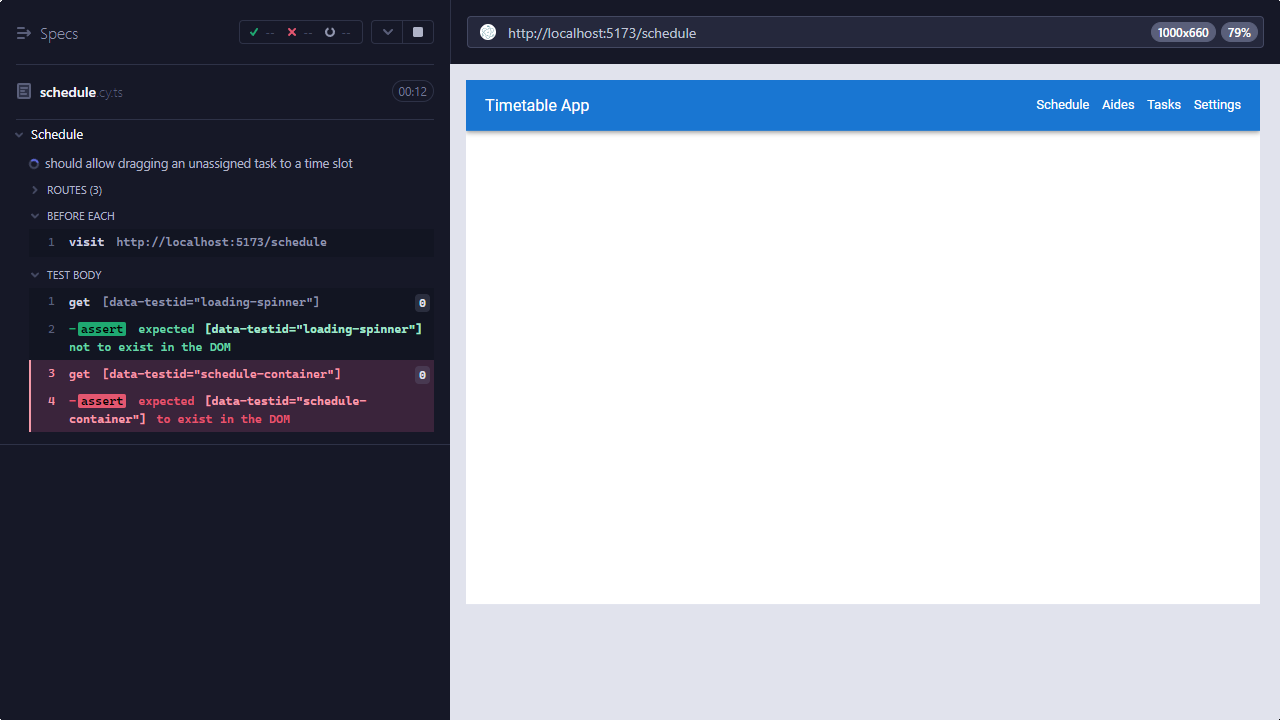 Specs
--
--
--
http://localhost:5173/schedule
1000x660
79%
schedule.cy.ts
00:12
Schedule
should allow dragging an unassigned task to a time slot
ROUTES (3)
BEFORE EACH
1 visit http://localhost:5173/schedule
TEST BODY
1 get [data-testid="loading-spinner"] 0
2 -assert expected [data-testid="loading-spinner"]
not to exist in the DOM
3 get [data-testid="schedule-container"] 0
4 -assert expected [data-testid="schedule-
container"] to exist in the DOM
Timetable App
Schedule Aides Tasks Settings